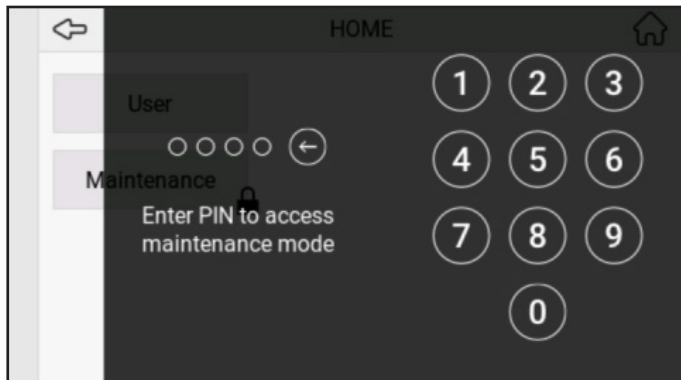 HOME
User
Maintenance
Enter PIN to access
maintenance mode
1 2 3
4 5 6
7 8 9
0